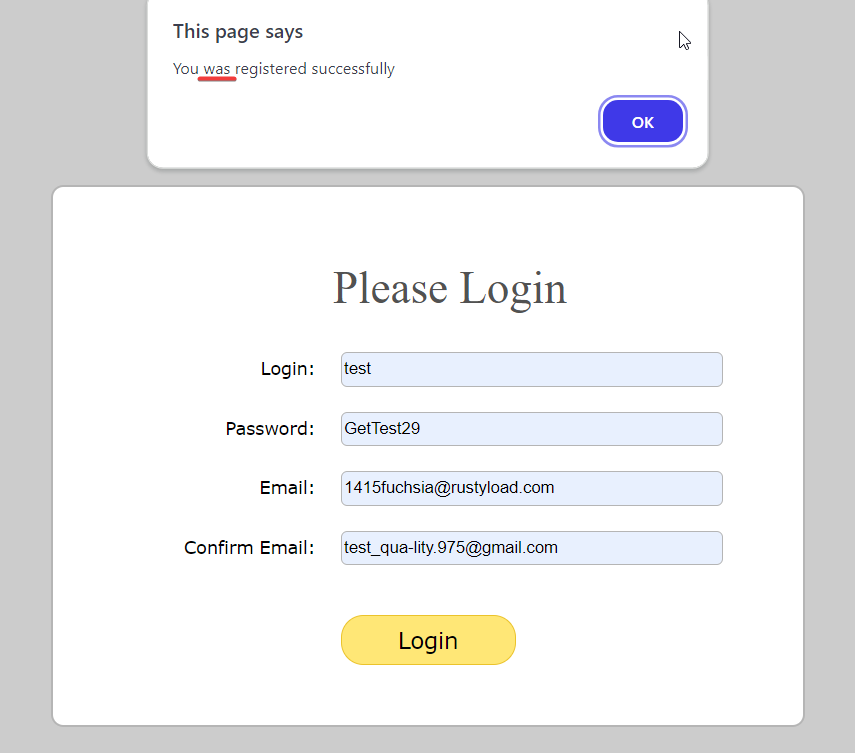 This page says
You was registered successfully
OK
Please Login
Login: test
Password: GetTest29
Email: 1415fuchsia@rustyload.com
Confirm Email: test_qua-lity.975@gmail.com
Login